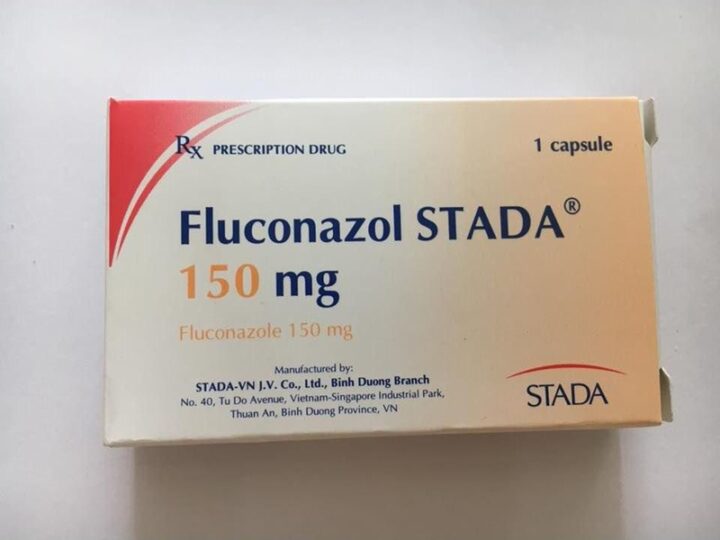 Rx PRESCRIPTION DRUG
1 capsule
Fluconazol STADA®
150 mg
Fluconazole 150 mg
Manufactured by:
STADA-VN J.V. Co., Ltd., Binh Duong Branch
No. 40, Tu Do Avenue, Vietnam-Singapore Industrial Park,
Thuan An, Binh Duong Province, VN
STADA